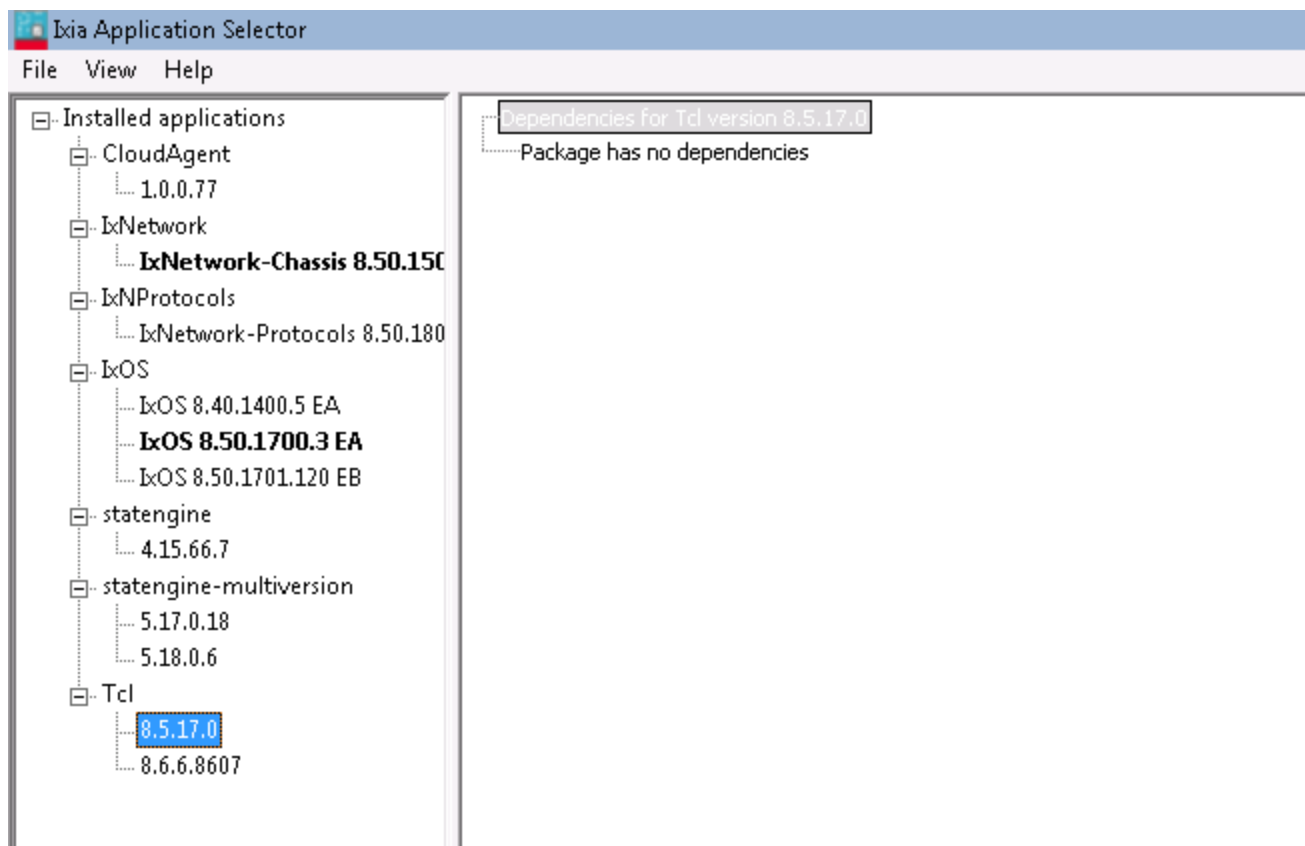 Ixia Application Selector
File View Help
Installed applications
CloudAgent
1.0.0.77
IxNetwork
IxNetwork-Chassis 8.50.150
IxNProtocols
IxNetwork-Protocols 8.50.180
IxOS
IxOS 8.40.1400.5 EA
IxOS 8.50.1700.3 EA
IxOS 8.50.1701.120 EB
statengine
4.15.66.7
statengine-multiversion
5.17.0.18
5.18.0.6
Tcl
8.5.17.0
8.6.6.8607
Dependencies for Tcl version 8.5.17.0
Package has no dependencies